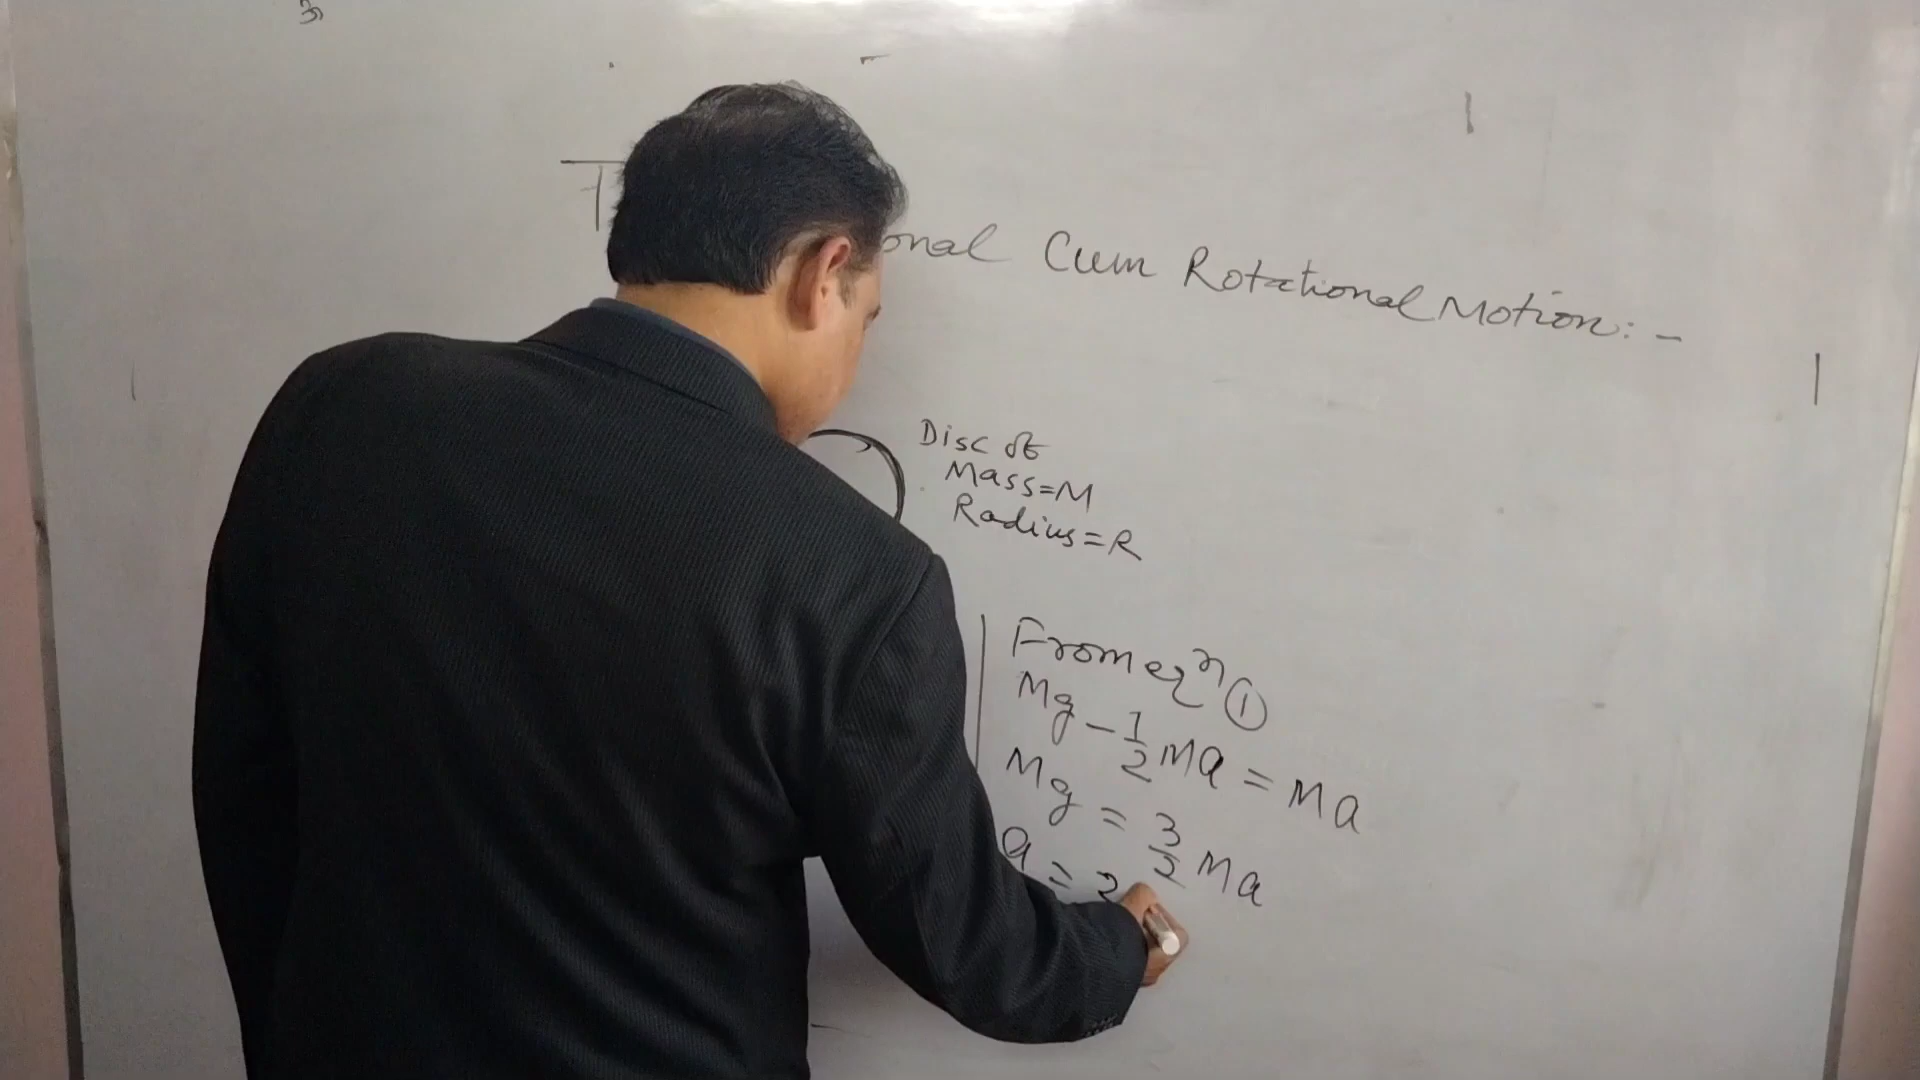 onal Cum Rotational Motion:-
Disc of
Mass=M
Radius=R
From eqⁿ ①
Mg - 1/2 Ma = Ma
Mg = 3/2 Ma
a = 2